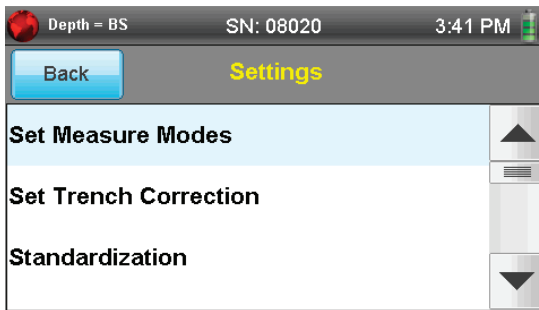 Depth = BS SN: 08020 3:41 PM
Back Settings
Set Measure Modes
Set Trench Correction
Standardization